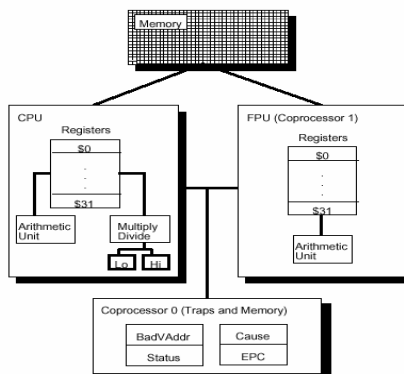 Memory
CPU
Registers
$0
.
.
.
$31
Arithmetic
Unit
Multiply
Divide
Lo
Hi
FPU (Coprocessor 1)
Registers
$0
.
.
.
$31
Arithmetic
Unit
Coprocessor 0 (Traps and Memory)
BadVAddr
Cause
Status
EPC